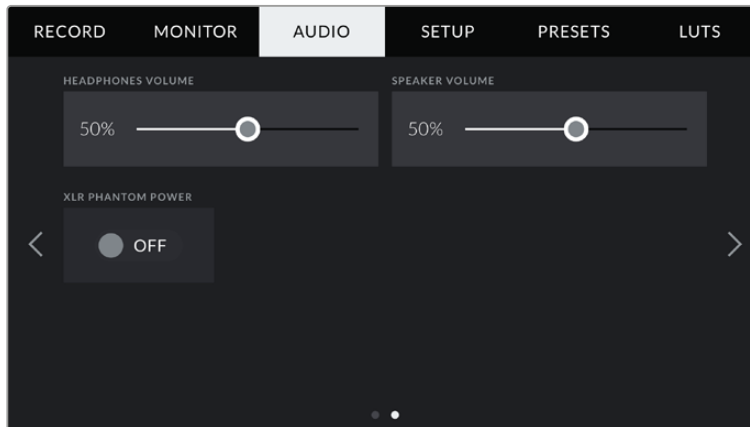 RECORD MONITOR AUDIO SETUP PRESETS LUTS
HEADPHONES VOLUME SPEAKER VOLUME
50% 50%
XLR PHANTOM POWER
OFF